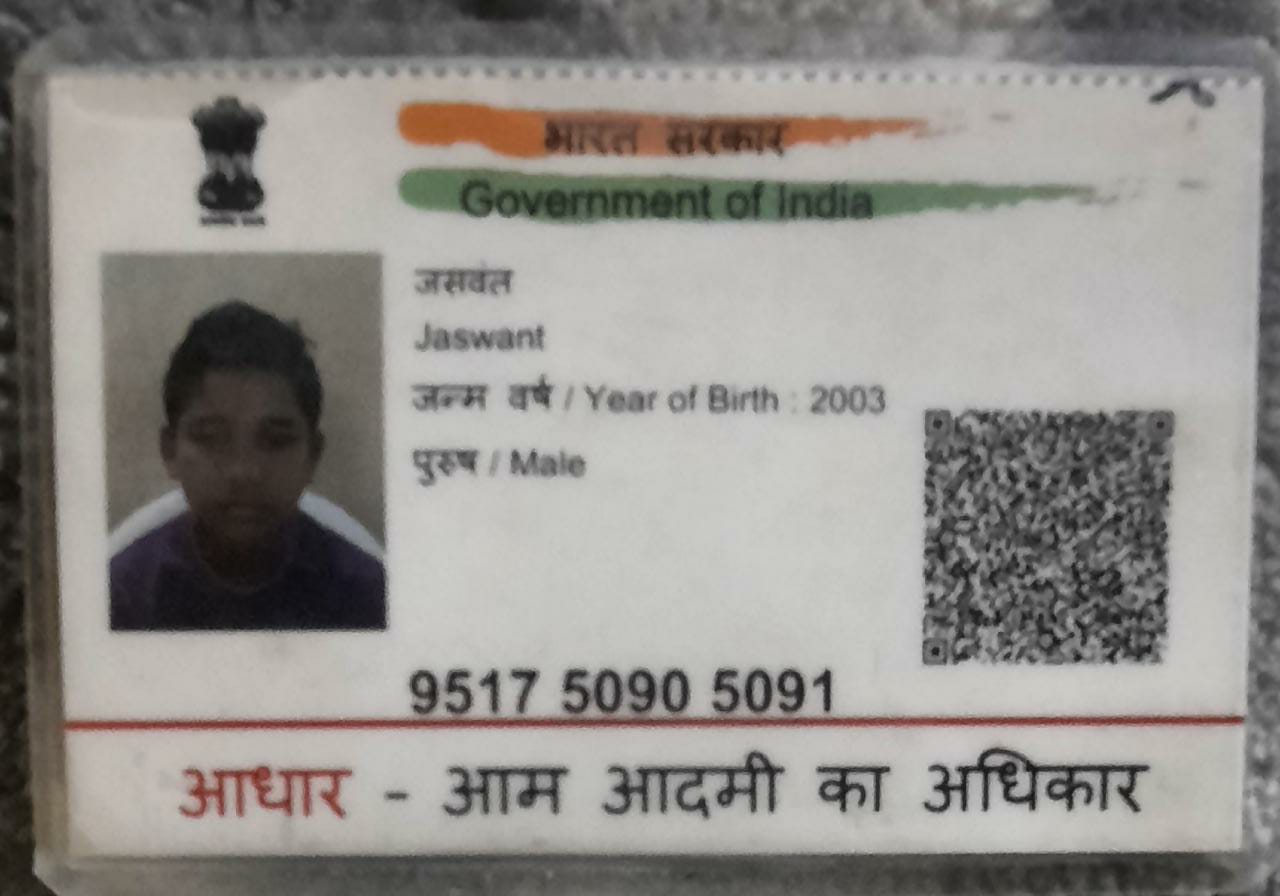 भारत सरकार
Government of India
जसवंत
Jaswant
जन्म वर्ष / Year of Birth : 2003
पुरुष / Male
9517 5090 5091
आधार - आम आदमी का अधिकार